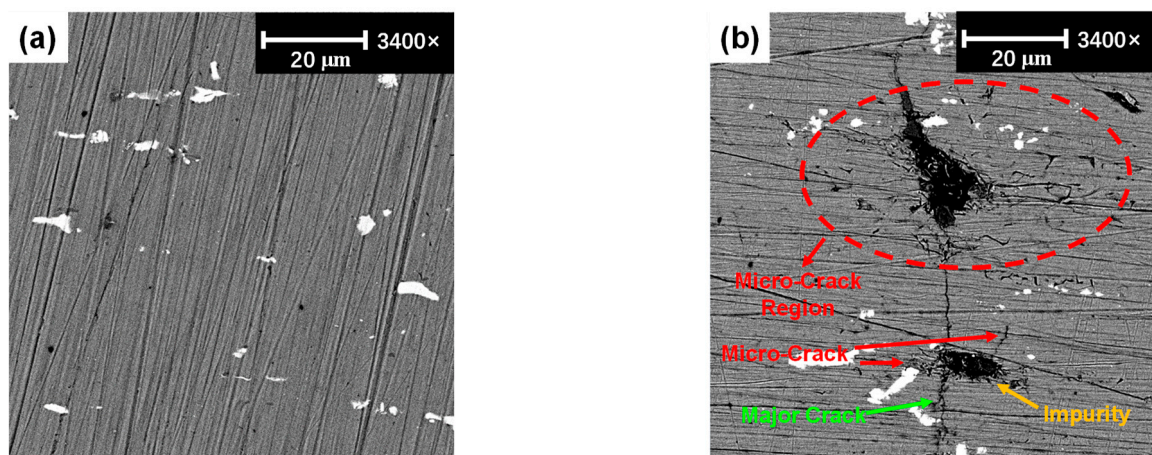 (a)
3400×
20 μm
(b)
3400×
20 μm
Micro-Crack
Region
Micro-Crack
Major Crack
Impurity